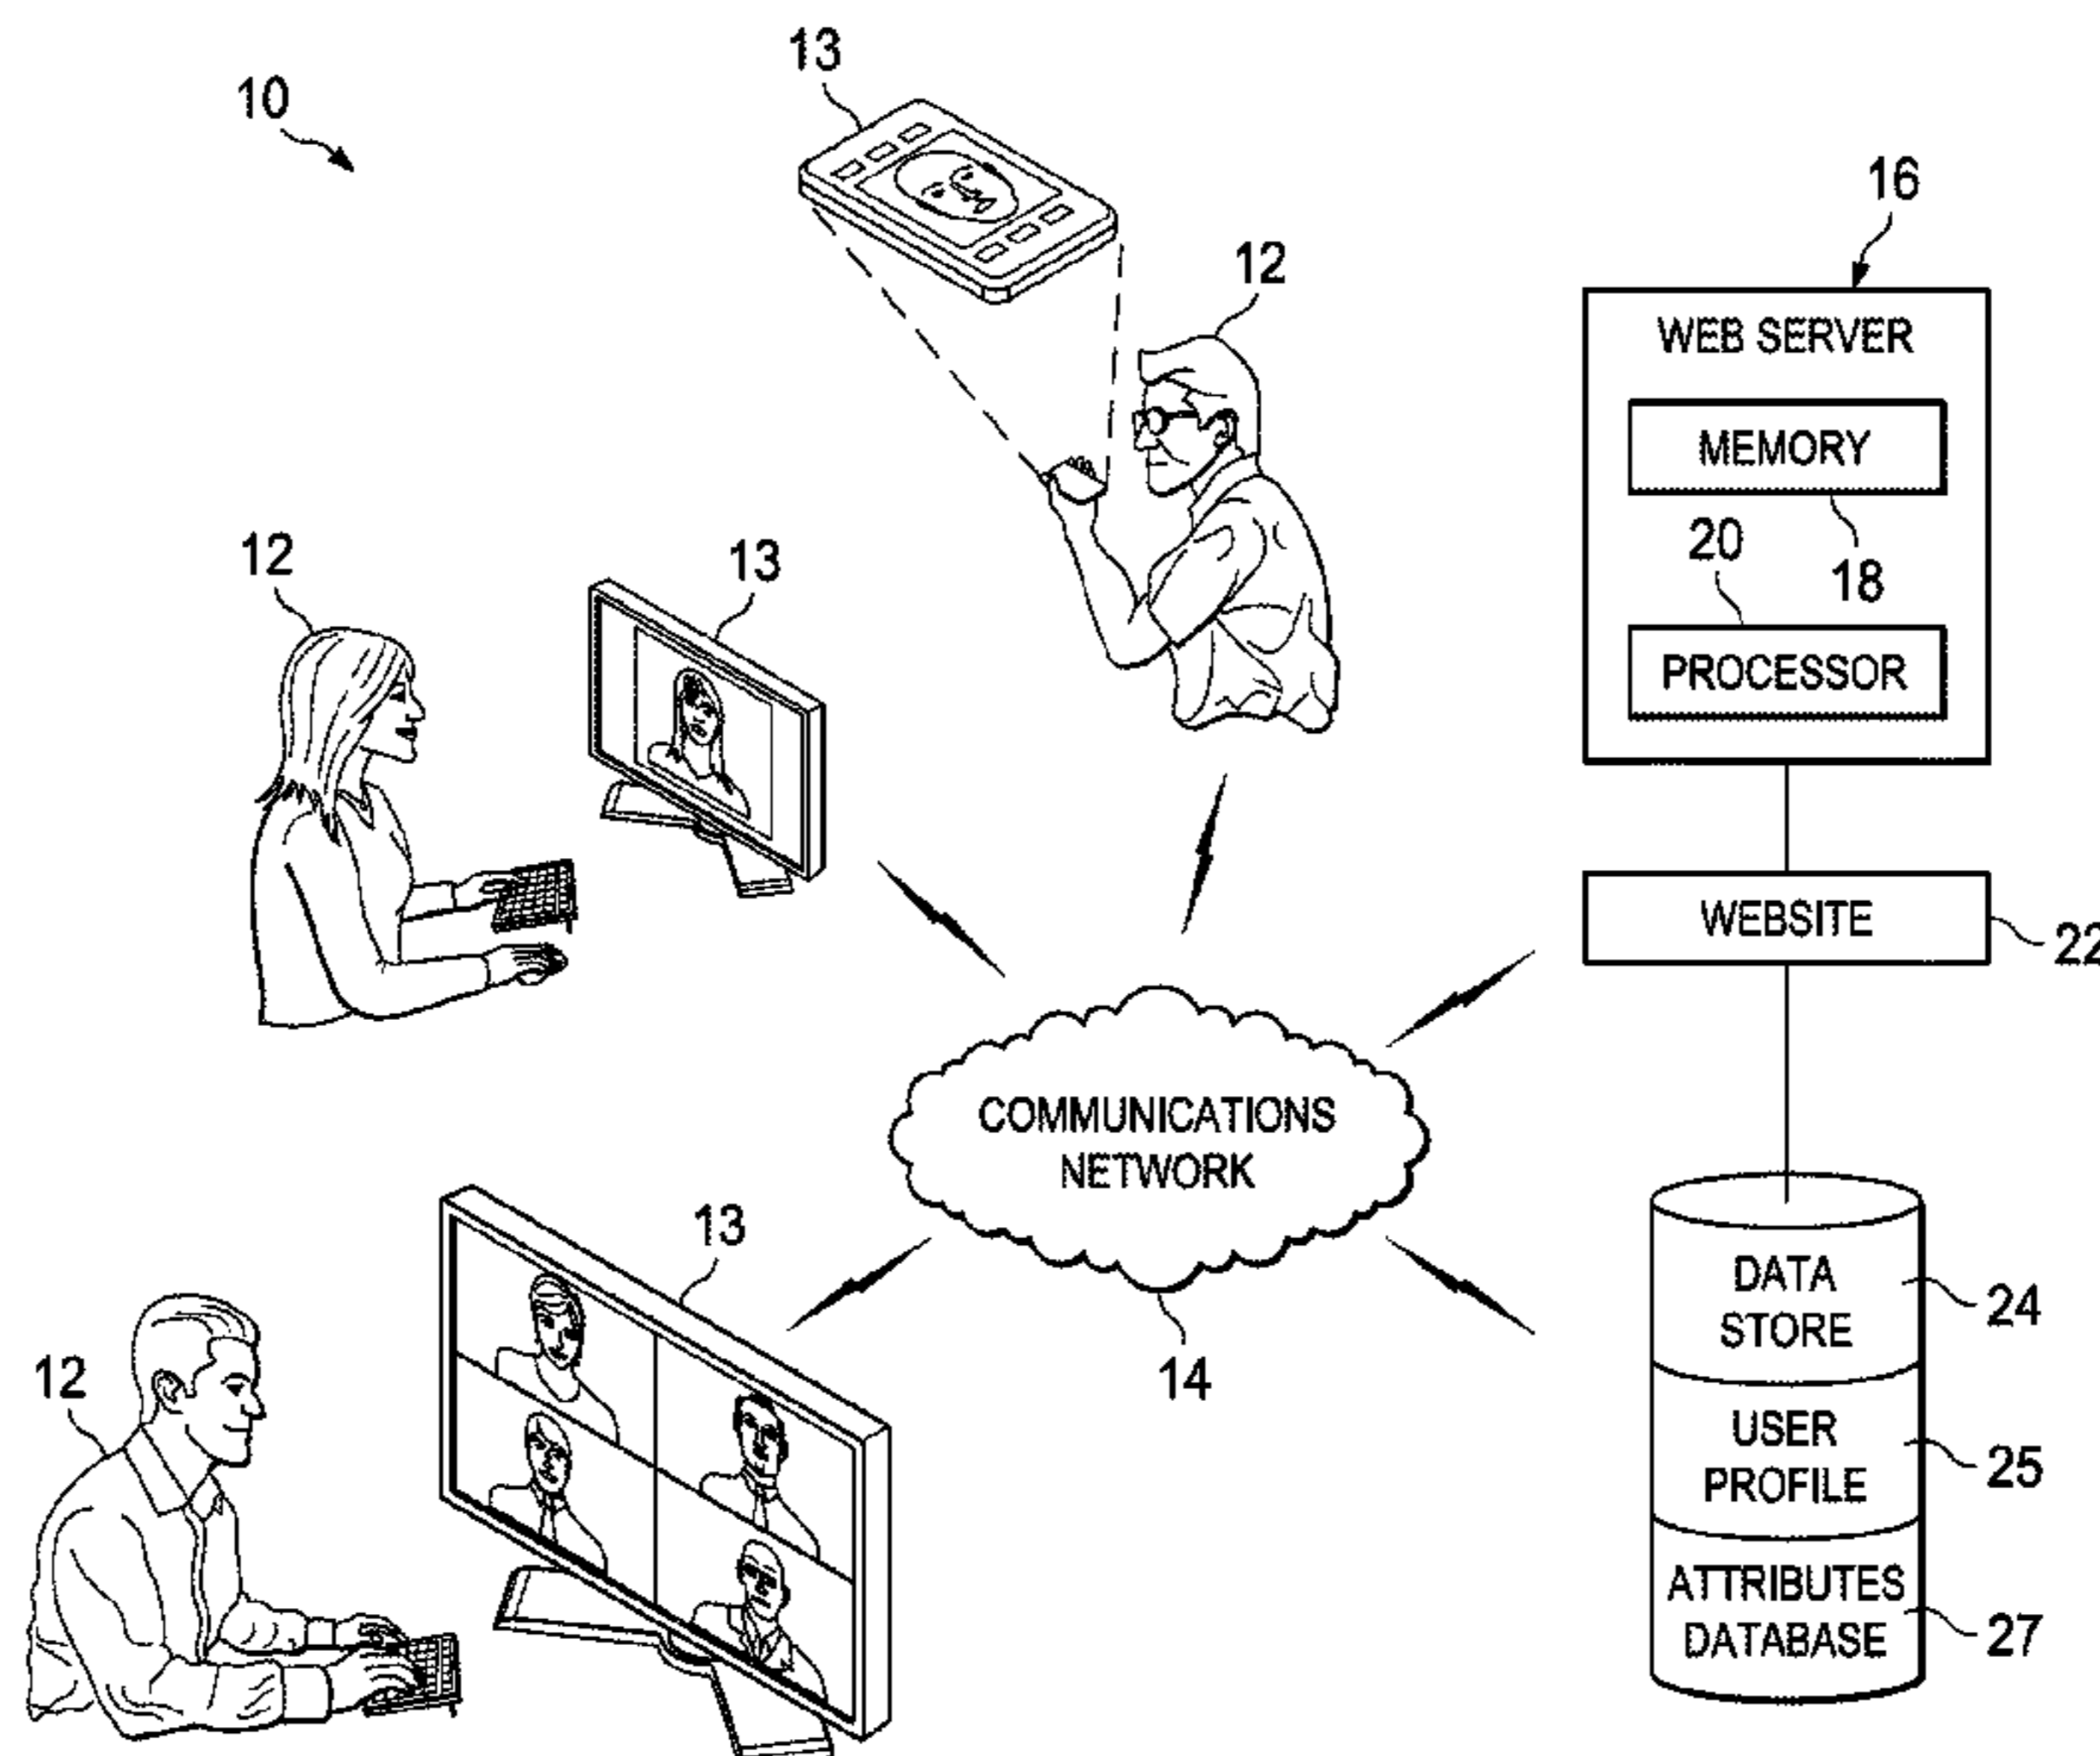 13
10
16
12
WEB SERVER
MEMORY
20
18
12
13
PROCESSOR
WEBSITE
22
COMMUNICATIONS
NETWORK
13
DATA
STORE
24
12
14
USER
PROFILE
25
ATTRIBUTES
DATABASE
27